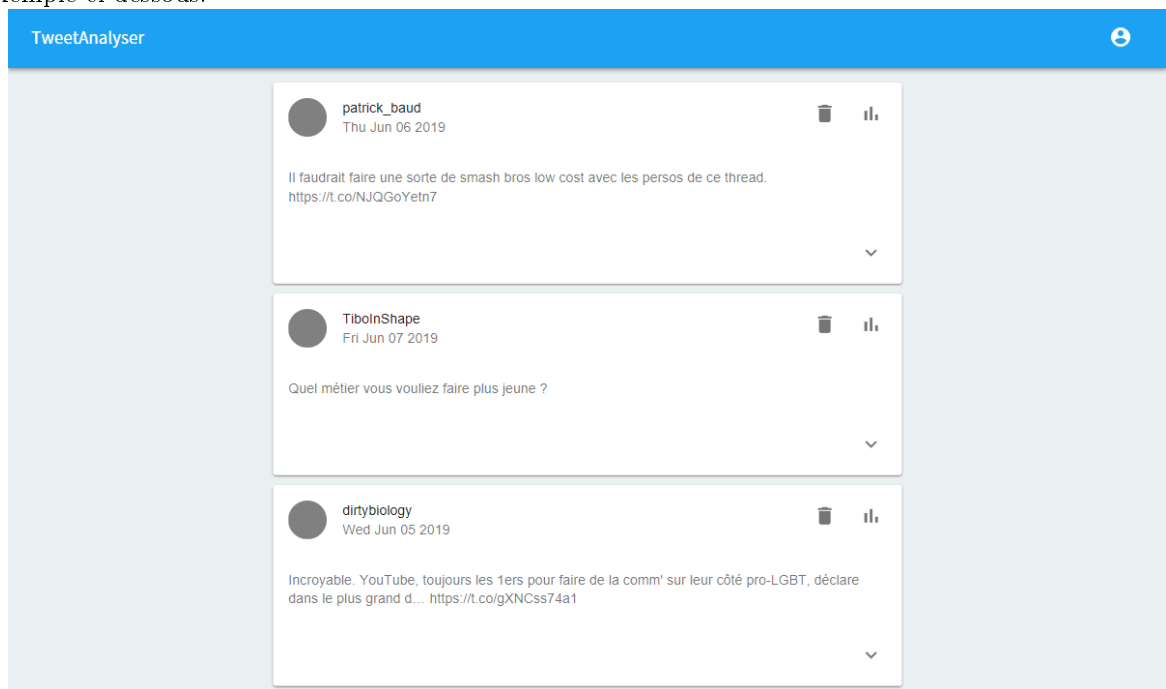 TweetAnalyser
patrick_baud
Thu Jun 06 2019
Il faudrait faire une sorte de smash bros low cost avec les persos de ce thread.
https://t.co/NJQGoYetn7
TiboInShape
Fri Jun 07 2019
Quel métier vous vouliez faire plus jeune ?
dirtybiology
Wed Jun 05 2019
Incroyable. YouTube, toujours les 1ers pour faire de la comm' sur leur côté pro-LGBT, déclare
dans le plus grand d… https://t.co/gXNCss74a1